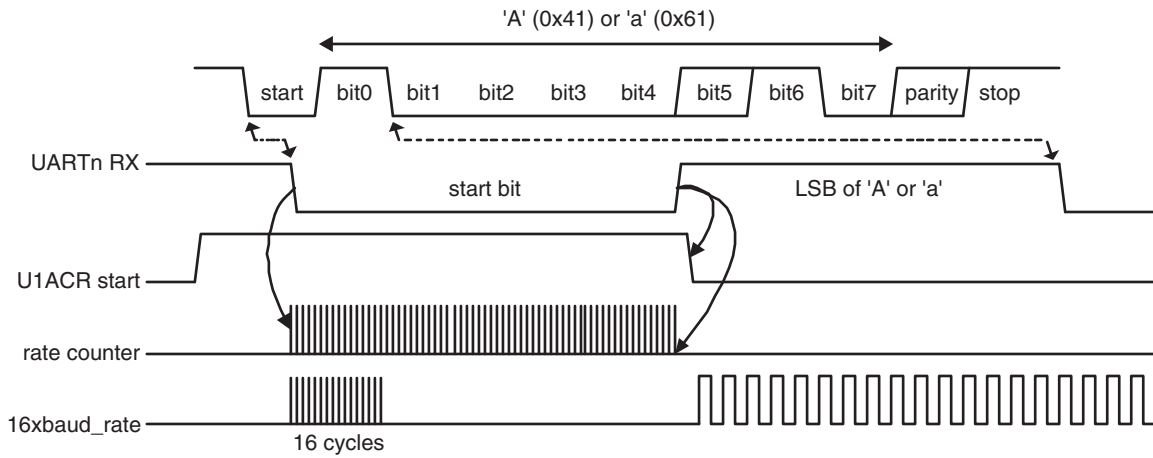 'A' (0x41) or 'a' (0x61)
start bit0 bit1 bit2 bit3 bit4 bit5 bit6 bit7 parity stop
UARTn RX
start bit LSB of 'A' or 'a'
U1ACR start
rate counter
16xbaud_rate
16 cycles